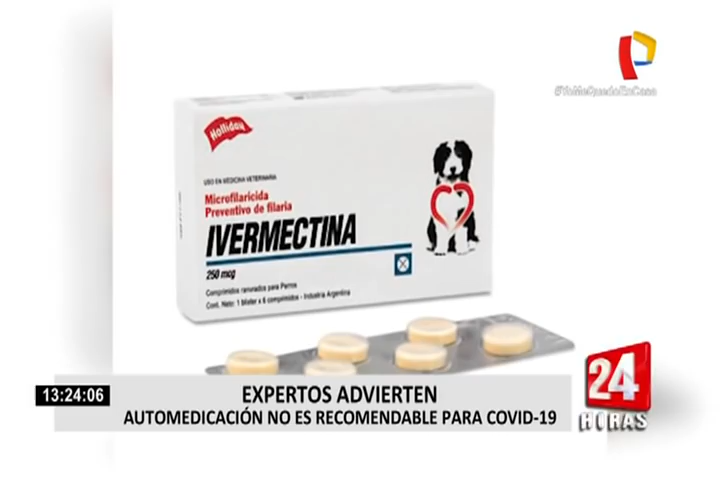 #YoMeQuedoEnCasa
Holliday
USO EN MEDICINA VETERINARIA
Microfilaricida
Preventivo de filaria
IVERMECTINA
250 mcg
Comprimidos ranurados para Perros
Cont. Neto: 1 blister x 6 comprimidos - Industria Argentina
13:24:06
EXPERTOS ADVIERTEN
AUTOMEDICACIÓN NO ES RECOMENDABLE PARA COVID-19
24
HORAS